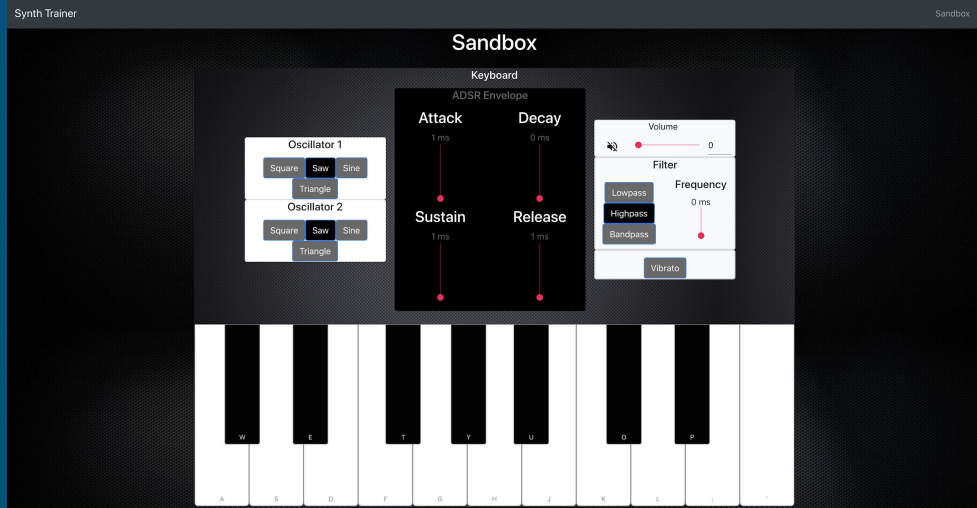 Synth Trainer
Sandbox
Sandbox
Keyboard
ADSR Envelope
Attack
1 ms
Decay
0 ms
Sustain
1 ms
Release
1 ms
Oscillator 1
Square Saw Sine
Triangle
Oscillator 2
Square Saw Sine
Triangle
Volume
0
Filter
Lowpass
Highpass
Bandpass
Frequency
0 ms
Vibrato
W E T Y U O P
A S D F G H J K L ; '